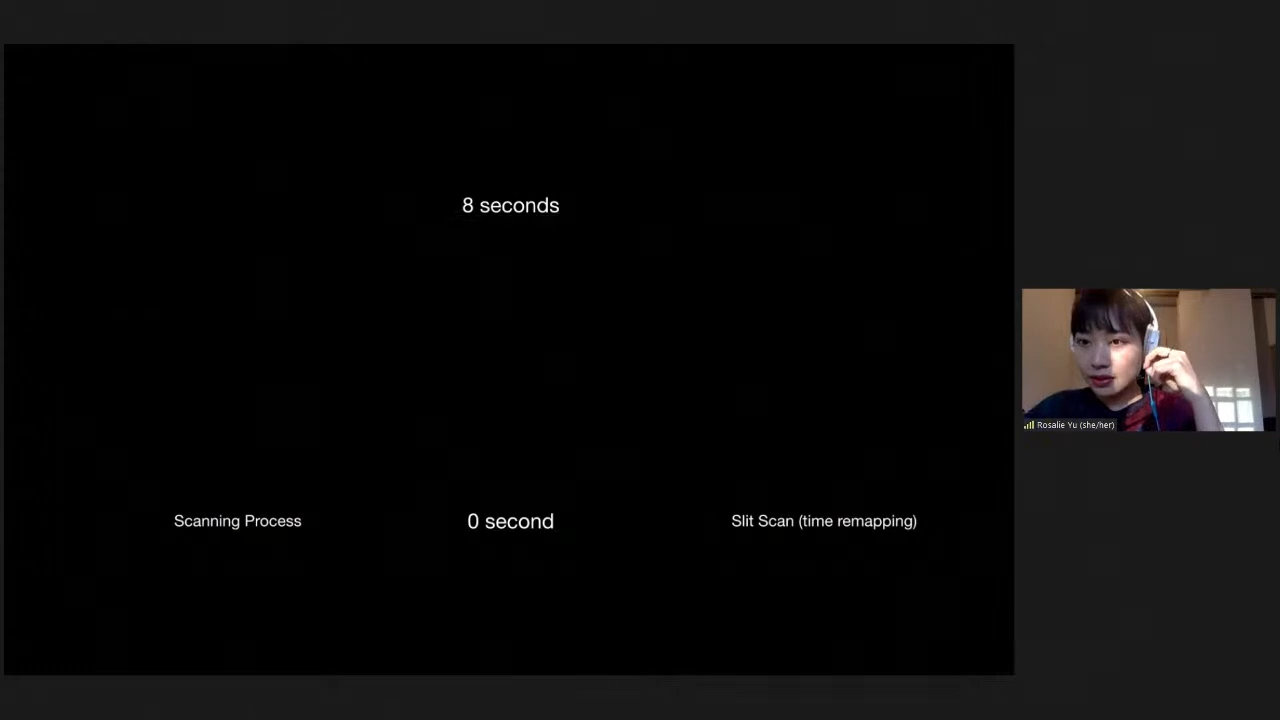 8 seconds
Scanning Process
0 second
Slit Scan (time remapping)
Rosalie Yu (she/her)